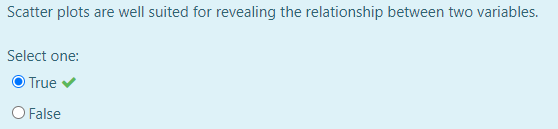 Scatter plots are well suited for revealing the relationship between two variables.
Select one:
True
False